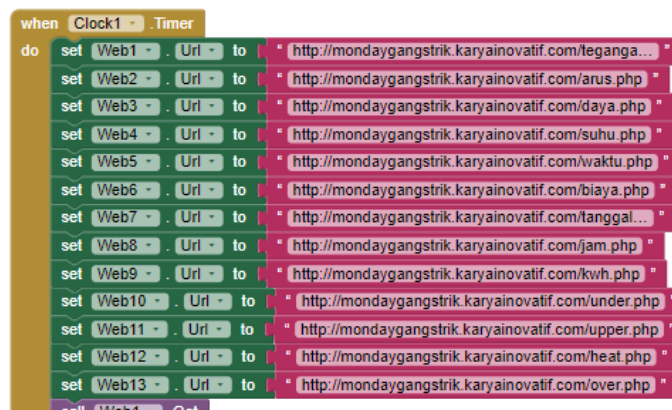 when Clock1 .Timer
do set Web1 . Url to " http://mondaygangstrik.karyainovatif.com/teganga... "
set Web2 . Url to " http://mondaygangstrik.karyainovatif.com/arus.php "
set Web3 . Url to " http://mondaygangstrik.karyainovatif.com/daya.php "
set Web4 . Url to " http://mondaygangstrik.karyainovatif.com/suhu.php "
set Web5 . Url to " http://mondaygangstrik.karyainovatif.com/waktu.php "
set Web6 . Url to " http://mondaygangstrik.karyainovatif.com/biaya.php "
set Web7 . Url to " http://mondaygangstrik.karyainovatif.com/tanggal... "
set Web8 . Url to " http://mondaygangstrik.karyainovatif.com/jam.php "
set Web9 . Url to " http://mondaygangstrik.karyainovatif.com/kwh.php "
set Web10 . Url to " http://mondaygangstrik.karyainovatif.com/under.php
set Web11 . Url to " http://mondaygangstrik.karyainovatif.com/upper.php "
set Web12 . Url to " http://mondaygangstrik.karyainovatif.com/heat.php "
set Web13 . Url to " http://mondaygangstrik.karyainovatif.com/over.php "
call Web1 .Get